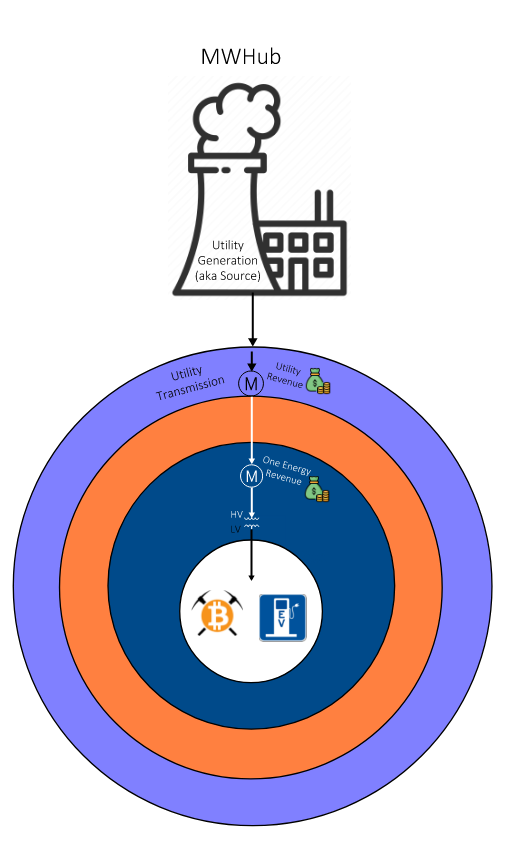 MWHub
Utility
Generation
(aka Source)
Utility
Transmission
M
Utility
Revenue
$
One Energy
Revenue
M
$
HV
LV
B
EV